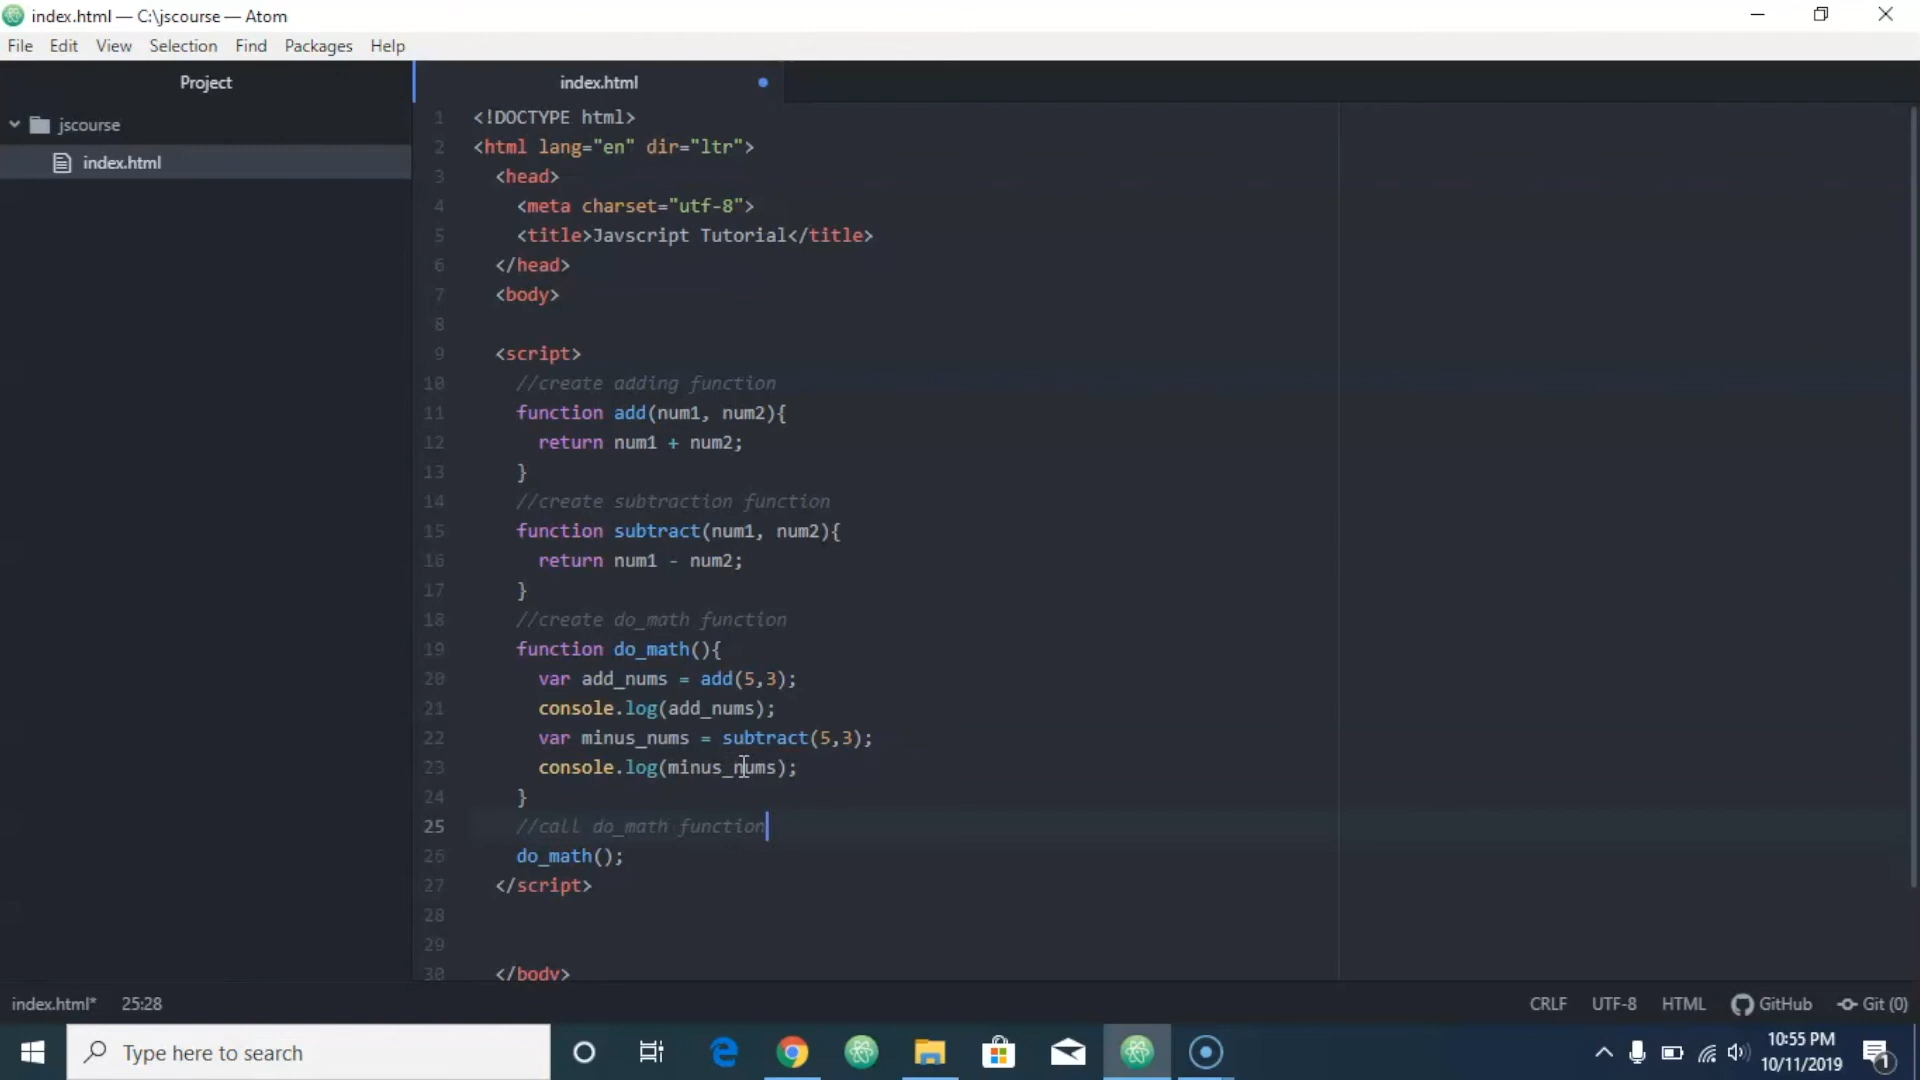 index.html — C:\jscourse — Atom
File Edit View Selection Find Packages Help
Project
jscourse
index.html
index.html
1 <!DOCTYPE html>
2 <html lang="en" dir="ltr">
3 <head>
4 <meta charset="utf-8">
5 <title>Javscript Tutorial</title>
6 </head>
7 <body>
8
9 <script>
10 //create adding function
11 function add(num1, num2){
12 return num1 + num2;
13 }
14 //create subtraction function
15 function subtract(num1, num2){
16 return num1 - num2;
17 }
18 //create do_math function
19 function do_math(){
20 var add_nums = add(5,3);
21 console.log(add_nums);
22 var minus_nums = subtract(5,3);
23 console.log(minus_nums);
24 }
25 //call do_math function
26 do_math();
27 </script>
28
29
30 </body>
index.html* 25:28 CRLF UTF-8 HTML GitHub Git (0)
Type here to search
10:55 PM
10/11/2019
1